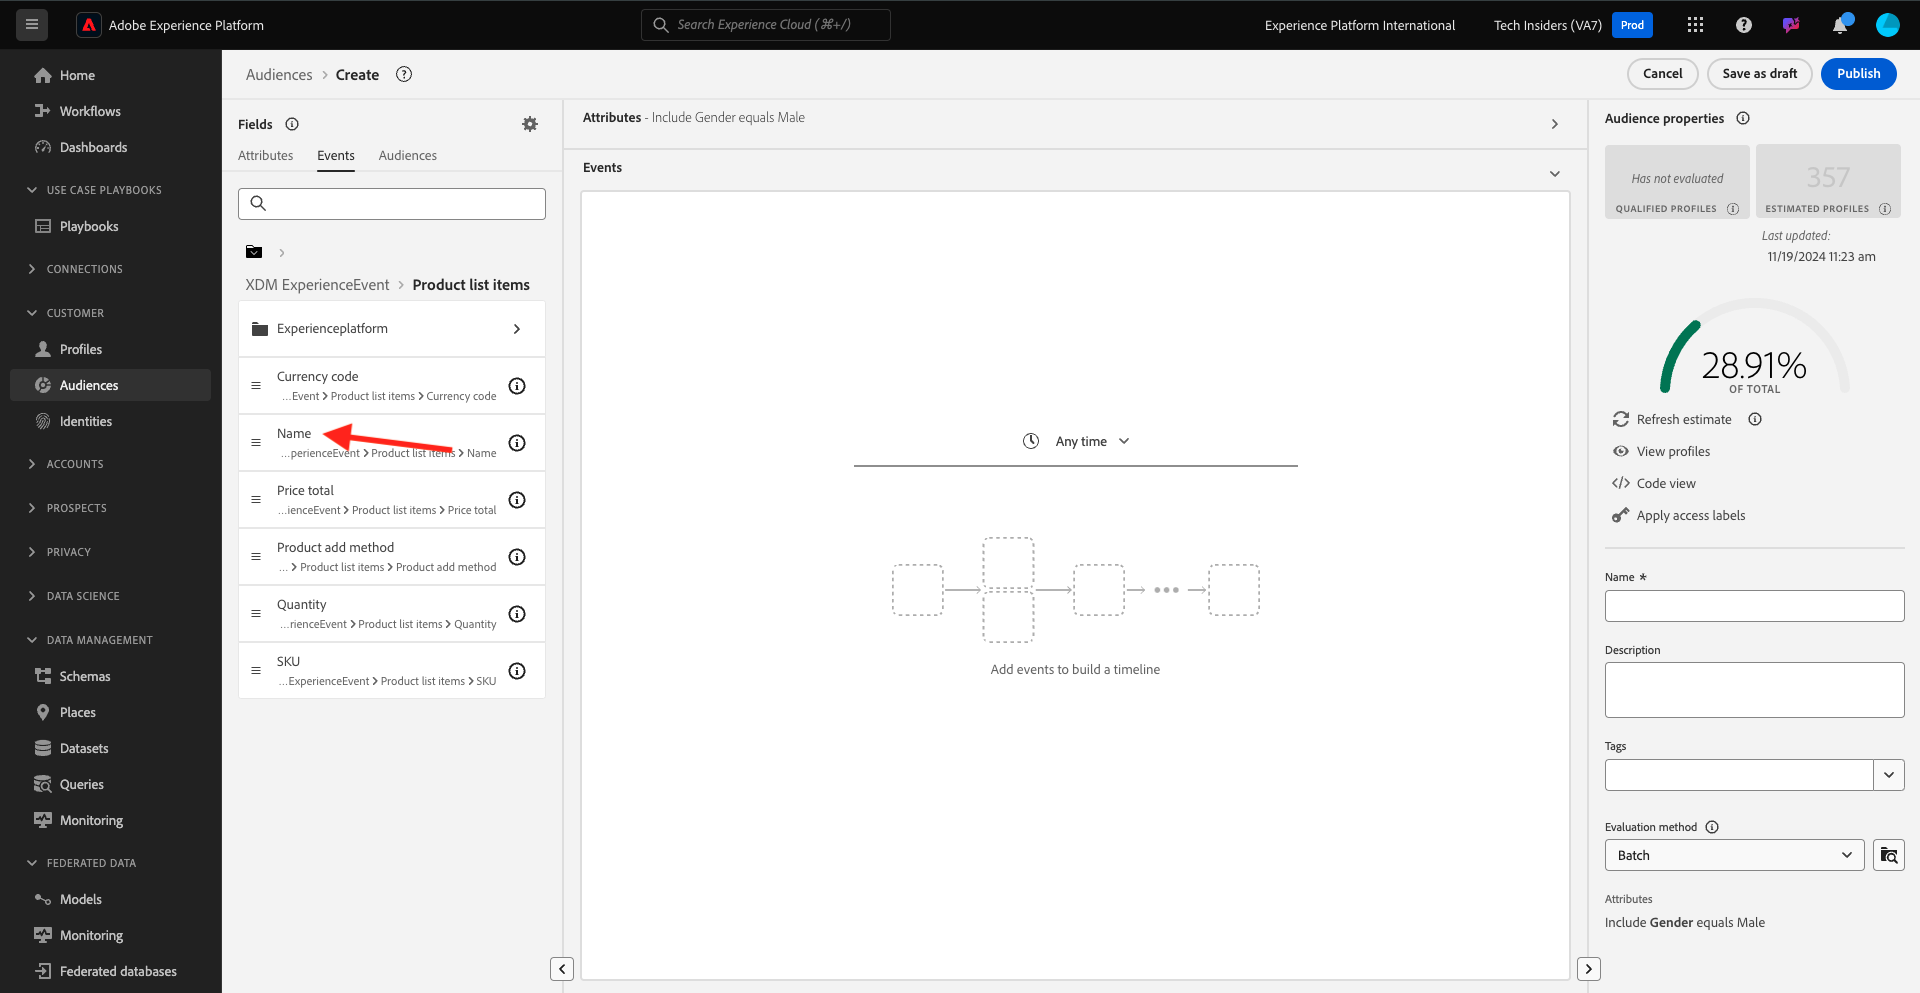 Adobe Experience Platform
Search Experience Cloud (⌘+/)
Experience Platform International
Tech Insiders (VA7)
Prod
Home
Workflows
Dashboards
USE CASE PLAYBOOKS
Playbooks
CONNECTIONS
CUSTOMER
Profiles
Audiences
Identities
ACCOUNTS
PROSPECTS
PRIVACY
DATA SCIENCE
DATA MANAGEMENT
Schemas
Places
Datasets
Queries
Monitoring
FEDERATED DATA
Models
Monitoring
Federated databases
Audiences > Create
Cancel
Save as draft
Publish
Fields
Attributes
Events
Audiences
XDM ExperienceEvent > Product list items
Experienceplatform
Currency code
...Event > Product list items > Currency code
Name
...perienceEvent > Product list items > Name
Price total
...ienceEvent > Product list items > Price total
Product add method
... > Product list items > Product add method
Quantity
...rienceEvent > Product list items > Quantity
SKU
...ExperienceEvent > Product list items > SKU
Attributes - Include Gender equals Male
Events
Any time
Add events to build a timeline
Audience properties
Has not evaluated
QUALIFIED PROFILES
357
ESTIMATED PROFILES
Last updated:
11/19/2024 11:23 am
28.91%
OF TOTAL
Refresh estimate
View profiles
</> Code view
Apply access labels
Name *
Description
Tags
Evaluation method
Batch
Attributes
Include Gender equals Male